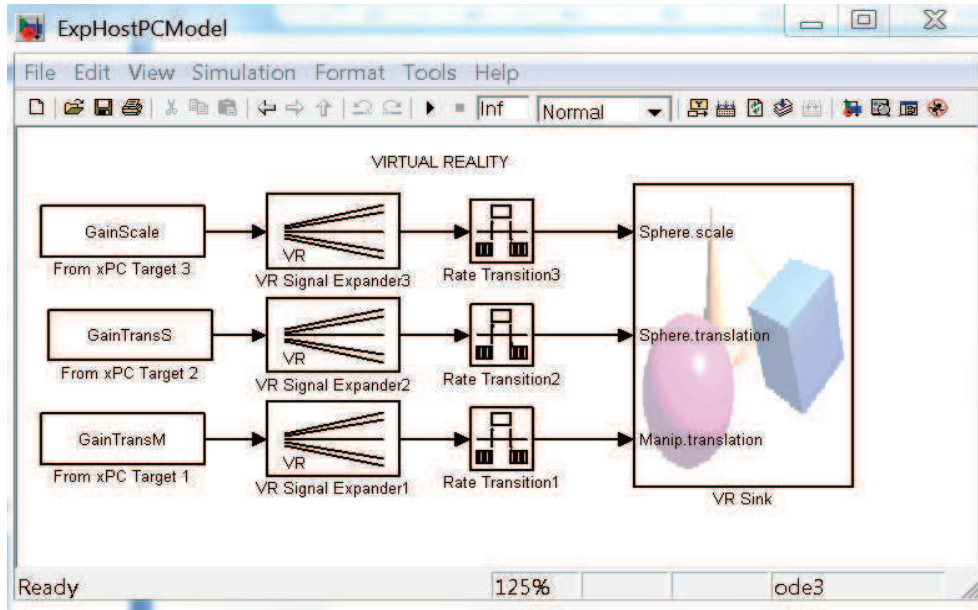 ExpHostPCModel
File Edit View Simulation Format Tools Help
Inf Normal
VIRTUAL REALITY
GainScale
From xPC Target 3
VR
VR Signal Expander3
Rate Transition3
Sphere.scale
GainTransS
From xPC Target 2
VR
VR Signal Expander2
Rate Transition2
Sphere.translation
GainTransM
From xPC Target 1
VR
VR Signal Expander1
Rate Transition1
Manip.translation
VR Sink
Ready 125% ode3